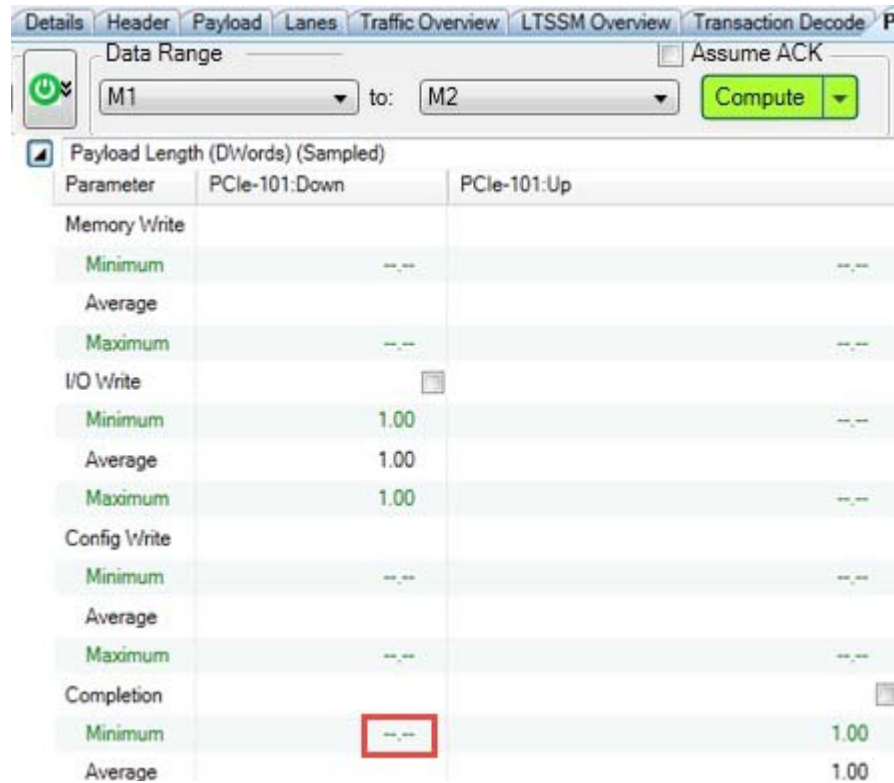 Details Header Payload Lanes Traffic Overview LTSSM Overview Transaction Decode P
Data Range Assume ACK
M1 to: M2 Compute
Payload Length (DWords) (Sampled)
Parameter PCIe-101:Down PCIe-101:Up
Memory Write
Minimum --.-- --.--
Average
Maximum --.-- --.--
I/O Write
Minimum 1.00 --.--
Average 1.00
Maximum 1.00 --.--
Config Write
Minimum --.-- --.--
Average
Maximum --.-- --.--
Completion
Minimum --.-- 1.00
Average 1.00